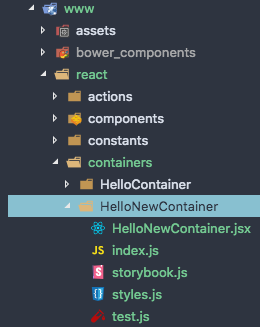 www
assets
bower_components
react
actions
components
constants
containers
HelloContainer
HelloNewContainer
HelloNewContainer.jsx
JS index.js
S storybook.js
{} styles.js
test.js